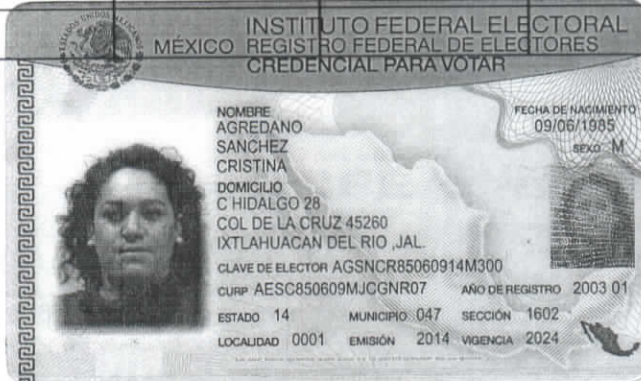 ESTADOS UNIDOS MEXICANOS
MÉXICO
INSTITUTO FEDERAL ELECTORAL
REGISTRO FEDERAL DE ELECTORES
CREDENCIAL PARA VOTAR
NOMBRE
AGREDANO
SANCHEZ
CRISTINA
FECHA DE NACIMIENTO
09/06/1985
SEXO M
DOMICILIO
C HIDALGO 28
COL DE LA CRUZ 45260
IXTLAHUACAN DEL RIO ,JAL.
CLAVE DE ELECTOR AGSNCR85060914M300
CURP AESC850609MJCGNR07 AÑO DE REGISTRO 2003 01
ESTADO 14 MUNICIPIO 047 SECCIÓN 1602
LOCALIDAD 0001 EMISIÓN 2014 VIGENCIA 2024